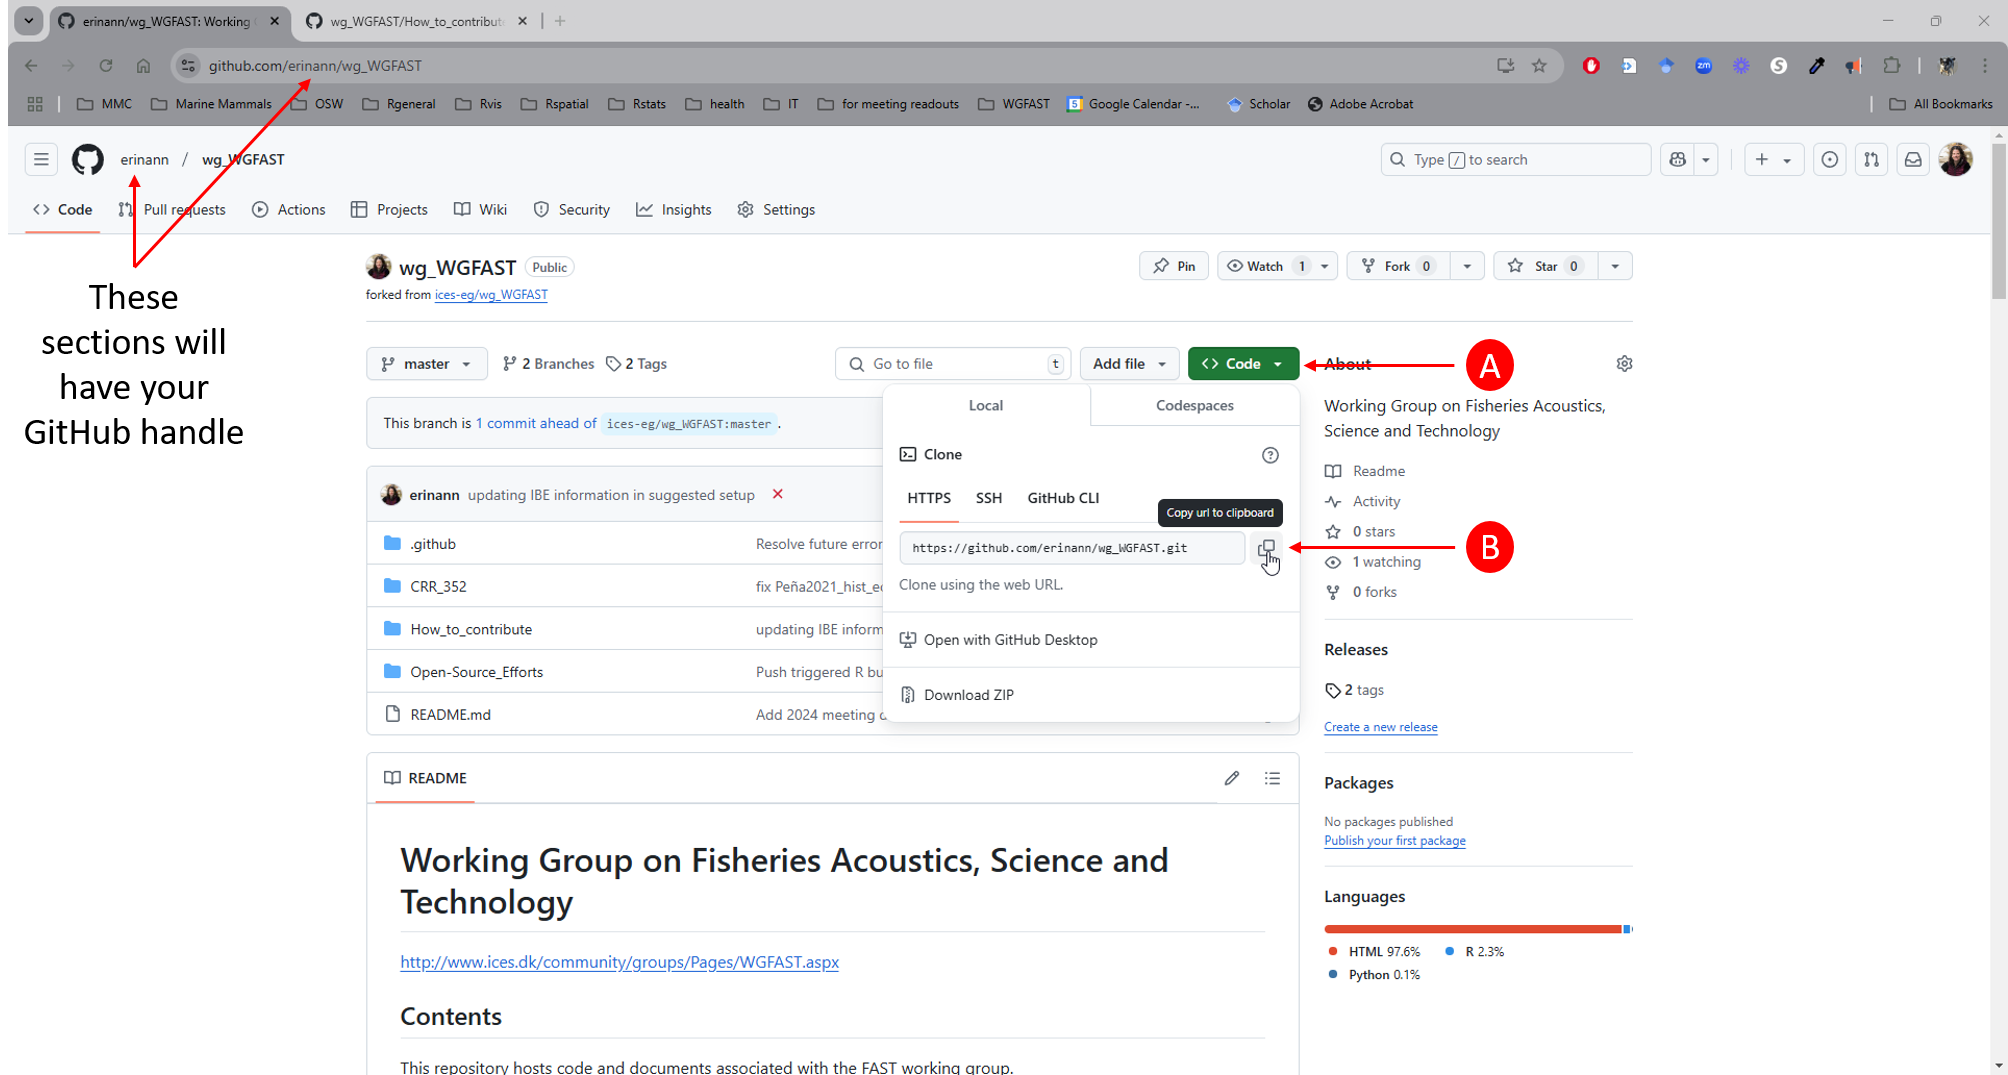 erinann/wg_WGFAST: Working
wg_WGFAST/How_to_contribut
github.com/erinann/wg_WGFAST
zm
S
MMC
Marine Mammals
OSW
Rgeneral
Rvis
Rspatial
Rstats
health
IT
for meeting readouts
WGFAST
5
Google Calendar -...
Scholar
Adobe Acrobat
All Bookmarks
erinann / wg_WGFAST
Type / to search
Code
Pull requests
Actions
Projects
Wiki
Security
Insights
Settings
These
sections will
have your
GitHub handle
wg_WGFAST Public
forked from ices-eg/wg_WGFAST
Pin
Watch 1
Fork 0
Star 0
master
2 Branches
2 Tags
Go to file t
Add file
<> Code
A
This branch is 1 commit ahead of ices-eg/wg_WGFAST:master .
Local
Codespaces
Clone
HTTPS
SSH
GitHub CLI
Copy url to clipboard
https://github.com/erinann/wg_WGFAST.git
B
Clone using the web URL.
Open with GitHub Desktop
Download ZIP
erinann updating IBE information in suggested setup
.github Resolve future error
CRR_352 fix Peña2021_hist_ec
How_to_contribute updating IBE inform
Open-Source_Efforts Push triggered R bu
README.md Add 2024 meeting d
About
Working Group on Fisheries Acoustics,
Science and Technology
Readme
Activity
0 stars
1 watching
0 forks
Releases
2 tags
Create a new release
Packages
No packages published
Publish your first package
Languages
HTML 97.6%
R 2.3%
Python 0.1%
README
Working Group on Fisheries Acoustics, Science and
Technology
http://www.ices.dk/community/groups/Pages/WGFAST.aspx
Contents
This repository hosts code and documents associated with the FAST working group.